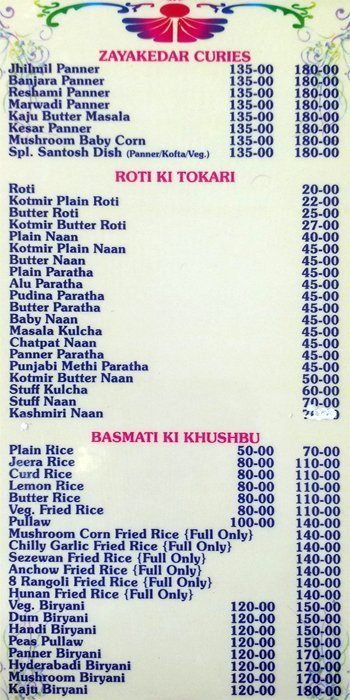 ZAYAKEDAR CURIES
Jhilmil Panner 135-00 180-00
Banjara Panner 135-00 180-00
Reshami Panner 135-00 180-00
Marwadi Panner 135-00 180-00
Kaju Butter Masala 135-00 180-00
Kesar Panner 135-00 180-00
Mushroom Baby Corn 135-00 180-00
Spl. Santosh Dish (Panner/Kofta/Veg.) 135-00 180-00
ROTI KI TOKARI
Roti 20-00
Kotmir Plain Roti 22-00
Butter Roti 25-00
Kotmir Butter Roti 27-00
Plain Naan 40-00
Kotmir Plain Naan 45-00
Butter Naan 45-00
Plain Paratha 45-00
Alu Paratha 45-00
Pudina Paratha 45-00
Butter Paratha 45-00
Baby Naan 45-00
Masala Kulcha 45-00
Chatpat Naan 45-00
Panner Paratha 45-00
Punjabi Methi Paratha 45-00
Kotmir Butter Naan 50-00
Stuff Kulcha 60-00
Stuff Naan 70-00
Kashmiri Naan
BASMATI KI KHUSHBU
Plain Rice 50-00 70-00
Jeera Rice 80-00 110-00
Curd Rice 80-00 110-00
Lemon Rice 80-00 110-00
Butter Rice 80-00 110-00
Veg. Fried Rice 80-00 110-00
Pullaw 100-00 140-00
Mushroom Corn Fried Rice {Full Only} 140-00
Chilly Garlic Fried Rice {Full Only} 140-00
Sezewan Fried Rice {Full Only} 140-00
Anchow Fried Rice {Full Only} 140-00
8 Rangoli Fried Rice {Full Only} 140-00
Hunan Fried Rice {Full Only} 140-00
Veg. Biryani 120-00 150-00
Dum Biryani 120-00 150-00
Handi Biryani 120-00 150-00
Peas Pullaw 120-00 150-00
Panner Biryani 120-00 170-00
Hyderabadi Biryani 120-00 170-00
Mushroom Biryani 120-00 170-00
Kaju Biryani 120-00 180-00